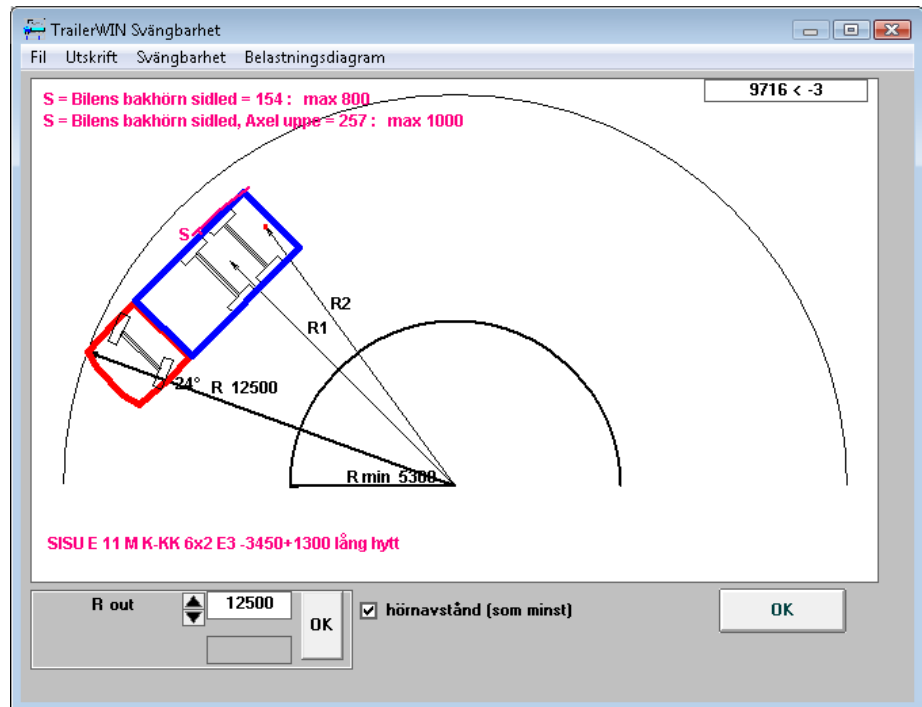 TrailerWIN Svängbarhet
Fil Utskrift Svängbarhet Belastningsdiagram
S = Bilens bakhörn sidled = 154 : max 800
9716 < -3
S = Bilens bakhörn sidled, Axel uppe = 257 : max 1000
S
R2
R1
24°
R 12500
R min 5300
SISU E 11 M K-KK 6x2 E3 -3450+1300 lång hytt
R out 12500 OK
hörnavstånd (som minst)
OK